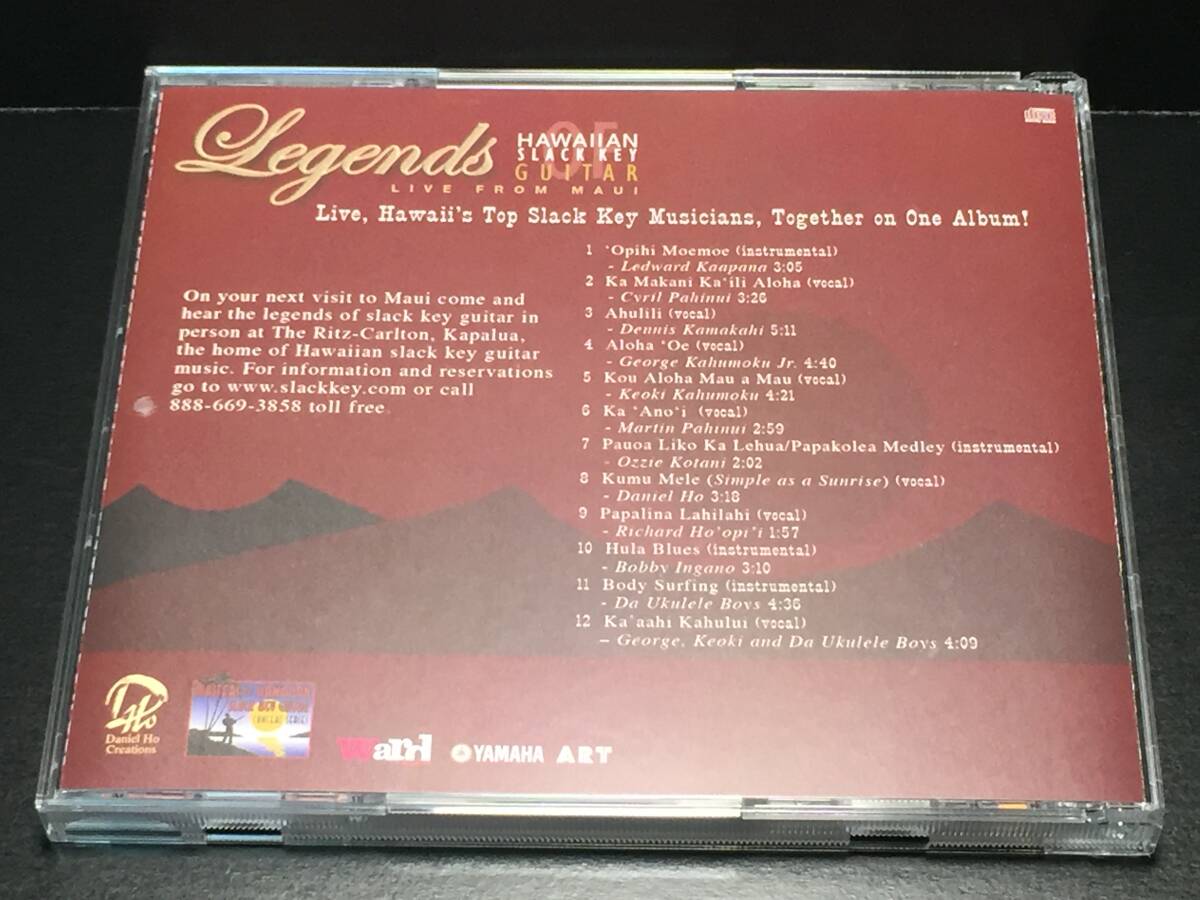 Legends OF HAWAIIAN
SLACK KEY
GUITAR
LIVE FROM MAUI
Live, Hawaii's Top Slack Key Musicians, Together on One Album!
On your next visit to Maui come and
hear the legends of slack key guitar in
person at The Ritz-Carlton, Kapalua,
the home of Hawaiian slack key guitar
music. For information and reservations
go to www.slackkey.com or call
888-669-3858 toll free.
1 'Opihi Moemoe (instrumental)
- Ledward Kaapana 3:05
2 Ka Makani Ka'ili Aloha (vocal)
- Cyril Pahinui 3:26
3 Ahulili (vocal)
- Dennis Kamakahi 5:11
4 Aloha 'Oe (vocal)
- George Kahumoku Jr. 4:40
5 Kou Aloha Mau a Mau (vocal)
- Keoki Kahumoku 4:21
6 Ka 'Ano'i (vocal)
- Martin Pahinui 2:59
7 Pauoa Liko Ka Lehua/Papakolea Medley (instrumental)
- Ozzie Kotani 2:02
8 Kumu Mele (Simple as a Sunrise) (vocal)
- Daniel Ho 3:18
9 Papalina Lahilahi (vocal)
- Richard Ho'opi'i 1:57
10 Hula Blues (instrumental)
- Bobby Ingano 3:10
11 Body Surfing (instrumental)
- Da Ukulele Boys 4:36
12 Ka'aahi Kahului (vocal)
– George, Keoki and Da Ukulele Boys 4:09
DHo
Daniel Ho
Creations
SLACK KEY GUITAR
CONCERT SERIES
ward
YAMAHA
ART